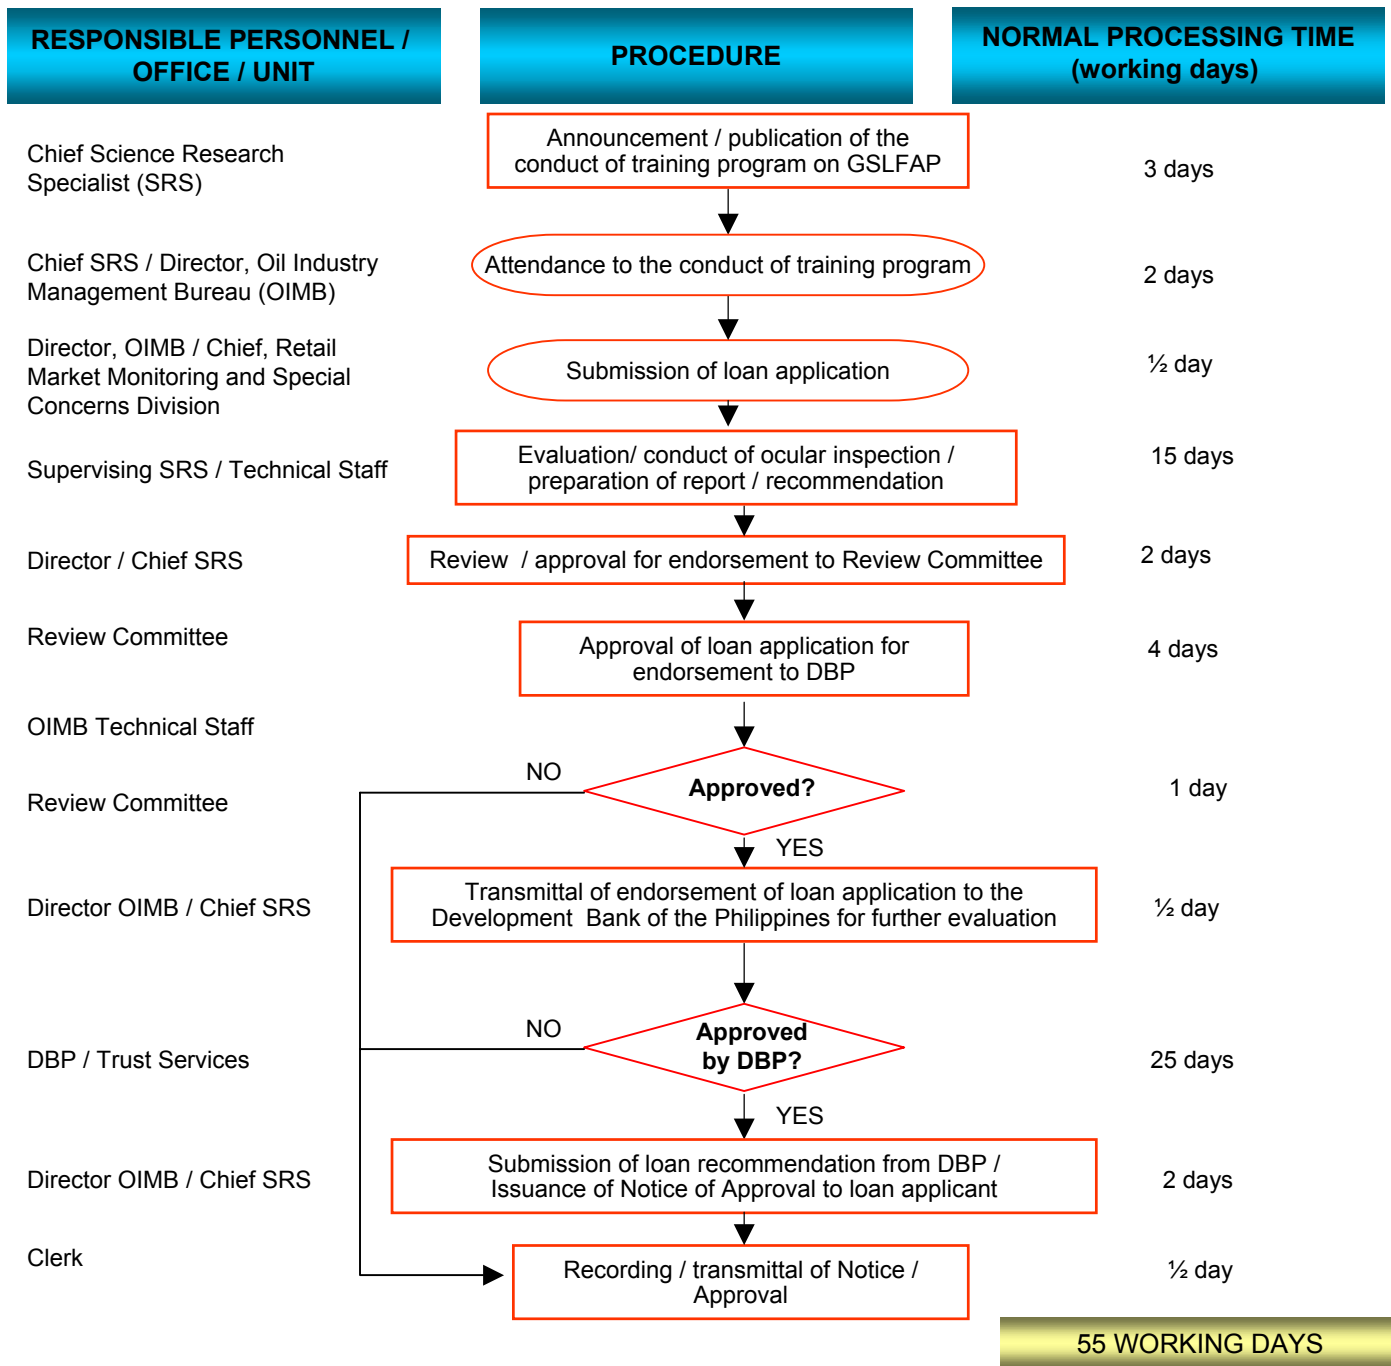 RESPONSIBLE PERSONNEL /
OFFICE / UNIT
PROCEDURE
NORMAL PROCESSING TIME
(working days)
Chief Science Research
Specialist (SRS)
Announcement / publication of the
conduct of training program on GSLFAP
3 days
Chief SRS / Director, Oil Industry
Management Bureau (OIMB)
Attendance to the conduct of training program
2 days
Director, OIMB / Chief, Retail
Market Monitoring and Special
Concerns Division
Submission of loan application
½ day
Supervising SRS / Technical Staff
Evaluation/ conduct of ocular inspection /
preparation of report / recommendation
15 days
Director / Chief SRS
Review / approval for endorsement to Review Committee
2 days
Review Committee
Approval of loan application for
endorsement to DBP
4 days
OIMB Technical Staff
NO
Approved?
Review Committee
1 day
YES
Director OIMB / Chief SRS
Transmittal of endorsement of loan application to the
Development Bank of the Philippines for further evaluation
½ day
NO
Approved
by DBP?
DBP / Trust Services
25 days
YES
Director OIMB / Chief SRS
Submission of loan recommendation from DBP /
Issuance of Notice of Approval to loan applicant
2 days
Clerk
Recording / transmittal of Notice /
Approval
½ day
55 WORKING DAYS